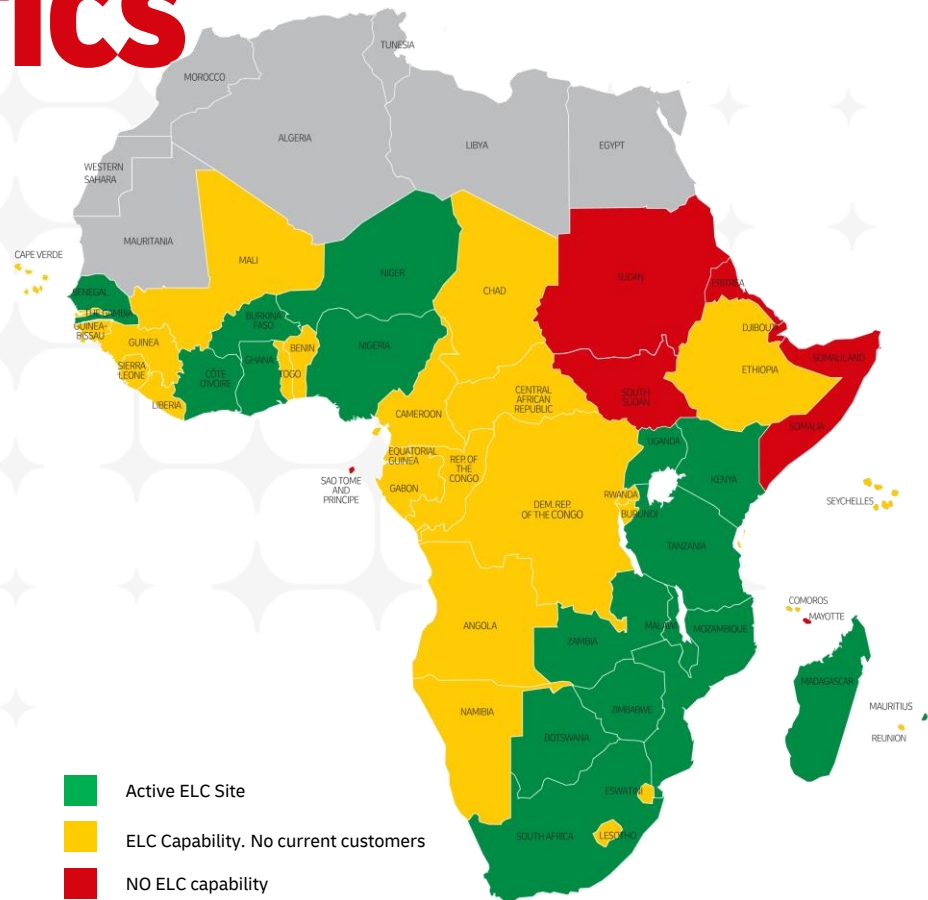 ICS
TUNESIA
MOROCCO
ALGERIA
LIBYA
EGYPT
WESTERN
SAHARA
MAURITANIA
CAPE VERDE
MALI
NIGER
CHAD
SUDAN
ERITREA
SENEGAL
THE GAMBIA
GUINEA-
BISSAU
GUINEA
BURKINA
FASO
BENIN
NIGERIA
DJIBOUTI
SOMALILAND
SIERRA
LEONE
CÔTE
D'IVOIRE
GHANA
TOGO
ETHIOPIA
LIBERIA
CENTRAL
AFRICAN
REPUBLIC
SOUTH
SUDAN
CAMEROON
SOMALIA
EQUATORIAL
GUINEA
REP. OF
THE
CONGO
UGANDA
KENYA
SAO TOME
AND
PRINCIPE
GABON
DEM. REP.
OF THE CONGO
RWANDA
BURUNDI
SEYCHELLES
TANZANIA
COMOROS
MAYOTTE
ANGOLA
ZAMBIA
MALAWI
MOZAMBIQUE
MADAGASCAR
NAMIBIA
ZIMBABWE
MAURITIUS
BOTSWANA
REUNION
ESWATINI
SOUTH AFRICA
LESOTHO
Active ELC Site
ELC Capability. No current customers
NO ELC capability